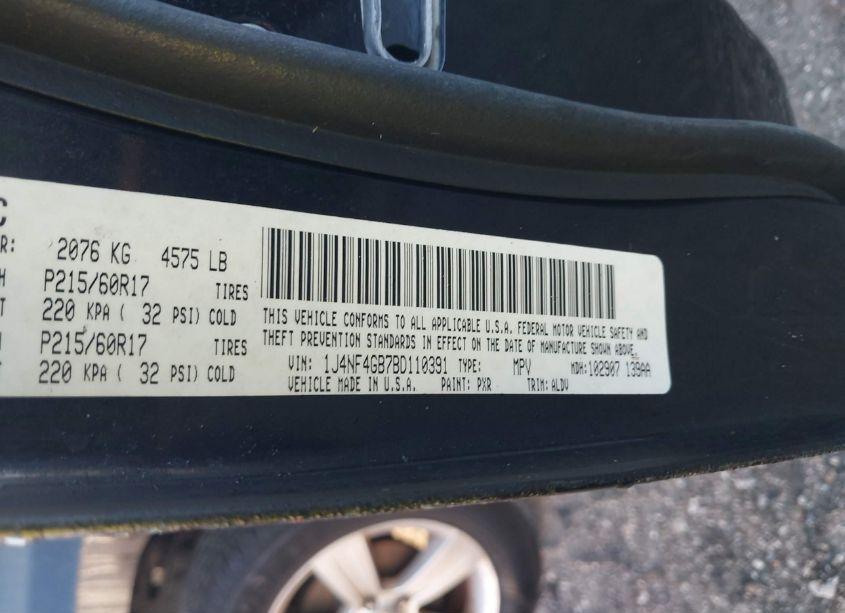 C
R: 2076 KG 4575 LB
H P215/60R17 TIRES
T 220 KPA ( 32 PSI) COLD
P215/60R17 TIRES
T 220 KPA ( 32 PSI) COLD
THIS VEHICLE CONFORMS TO ALL APPLICABLE U.S.A. FEDERAL MOTOR VEHICLE SAFETY AND
THEFT PREVENTION STANDARDS IN EFFECT ON THE DATE OF MANUFACTURE SHOWN ABOVE.
VIN: 1J4NF4GB7BD110391 TYPE: MPV MDH:102907 139AA
VEHICLE MADE IN U.S.A. PAINT: PXR TRIM:ALDV